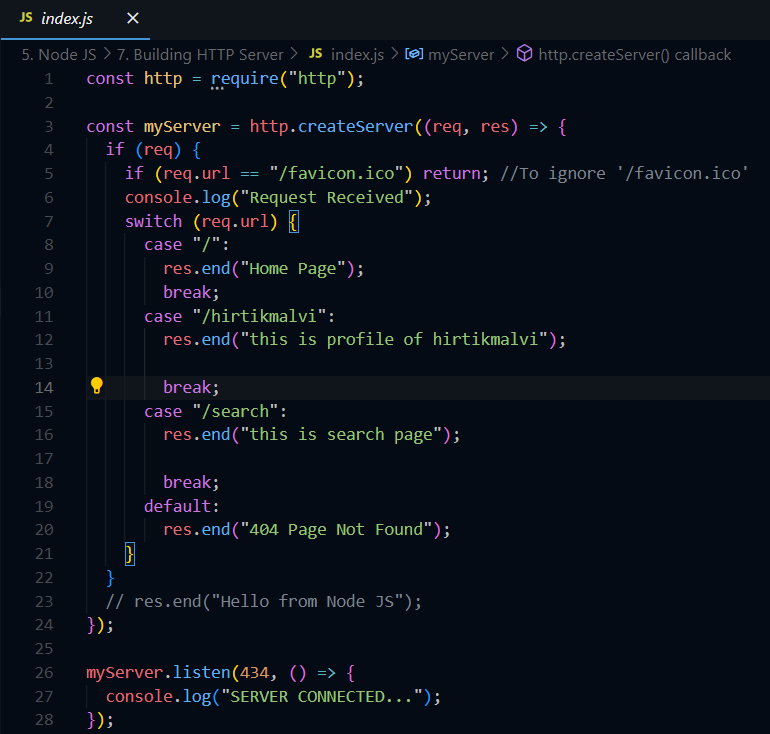 JS index.js ×
5. Node JS > 7. Building HTTP Server > JS index.js > myServer > http.createServer() callback
1 const http = require("http");
2
3 const myServer = http.createServer((req, res) => {
4   if (req) {
5     if (req.url == "/favicon.ico") return; //To ignore '/favicon.ico'
6     console.log("Request Received");
7     switch (req.url) {
8       case "/":
9         res.end("Home Page");
10         break;
11       case "/hirtikmalvi":
12         res.end("this is profile of hirtikmalvi");
13
14         break;
15       case "/search":
16         res.end("this is search page");
17
18         break;
19       default:
20         res.end("404 Page Not Found");
21     }
22   }
23   // res.end("Hello from Node JS");
24 });
25
26 myServer.listen(434, () => {
27   console.log("SERVER CONNECTED...");
28 });